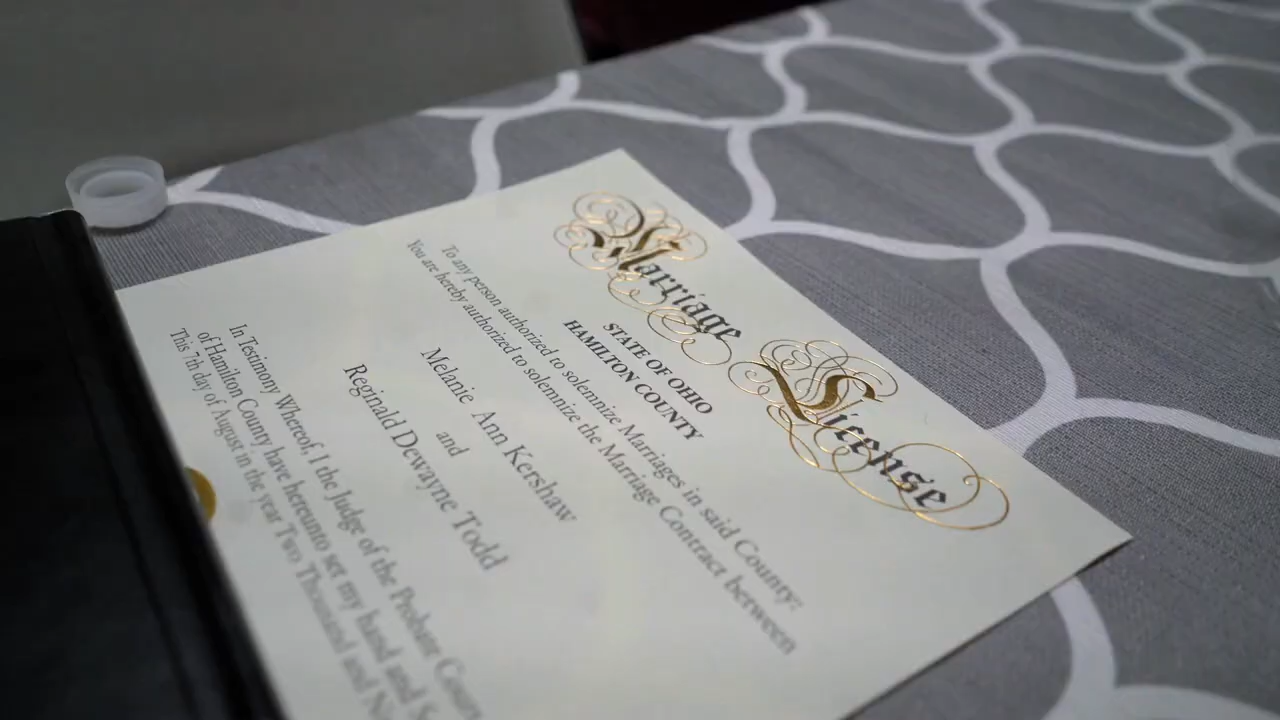 Marriage License
STATE OF OHIO
HAMILTON COUNTY
To any person authorized to solemnize Marriages in said County:
You are hereby authorized to solemnize the Marriage Contract between
Melanie Ann Kershaw
and
Reginald Dewayne Todd
In Testimony Whereof, I the Judge of the Probate Cour
of Hamilton County have hereunto set my hand and S
This 7th day of August in the year Two Thousand and N